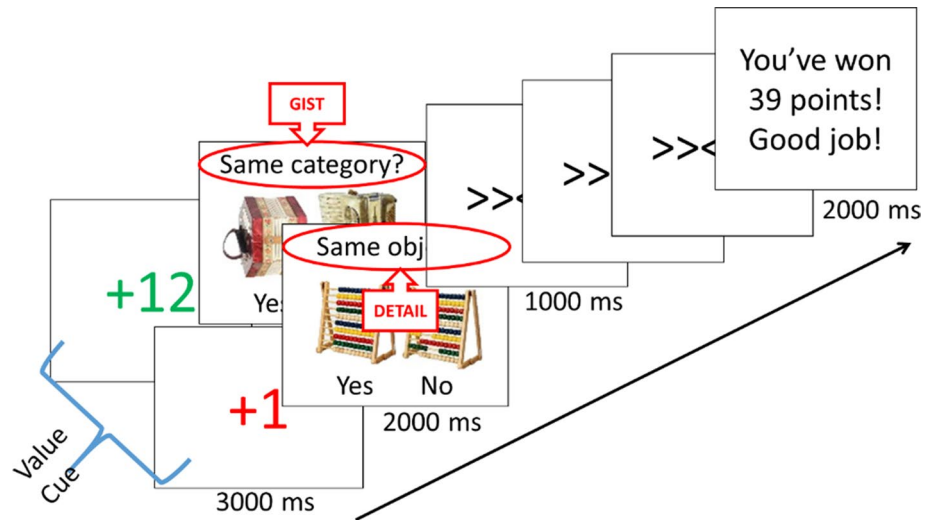 GIST
Same category?
+12
Yes
Same obj
DETAIL
Yes No
+1
Value
Cue
3000 ms
2000 ms
>><
>>
>><
1000 ms
You've won
39 points!
Good job!
2000 ms